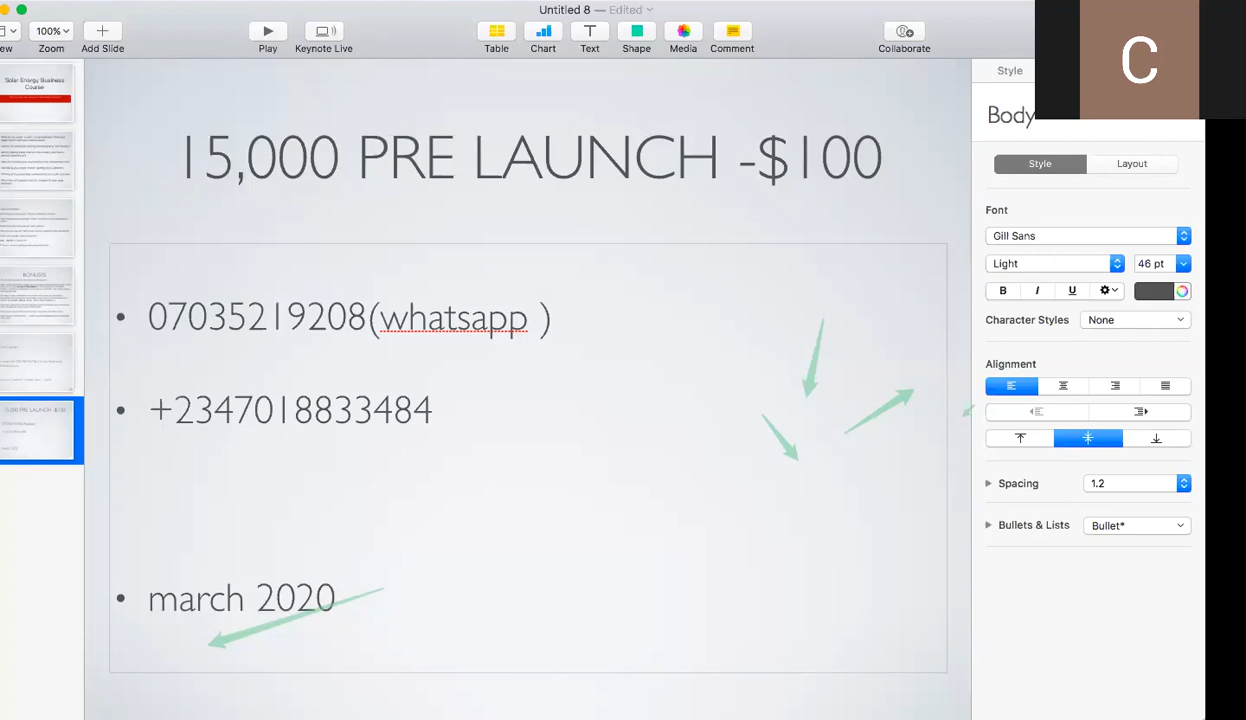 Untitled 8 — Edited
100%
Zoom
Add Slide
Play
Keynote Live
Table
Chart
Text
Shape
Media
Comment
Collaborate
Solar Energy Business
Course
BONUSES
15,000 PRE LAUNCH -$100
• 07035219208(whatsapp )
• +2347018833484
• march 2020
C
Style
Body
Style
Layout
Font
Gill Sans
Light
46 pt
B I U
Character Styles
None
Alignment
Spacing
1.2
Bullets & Lists
Bullet*